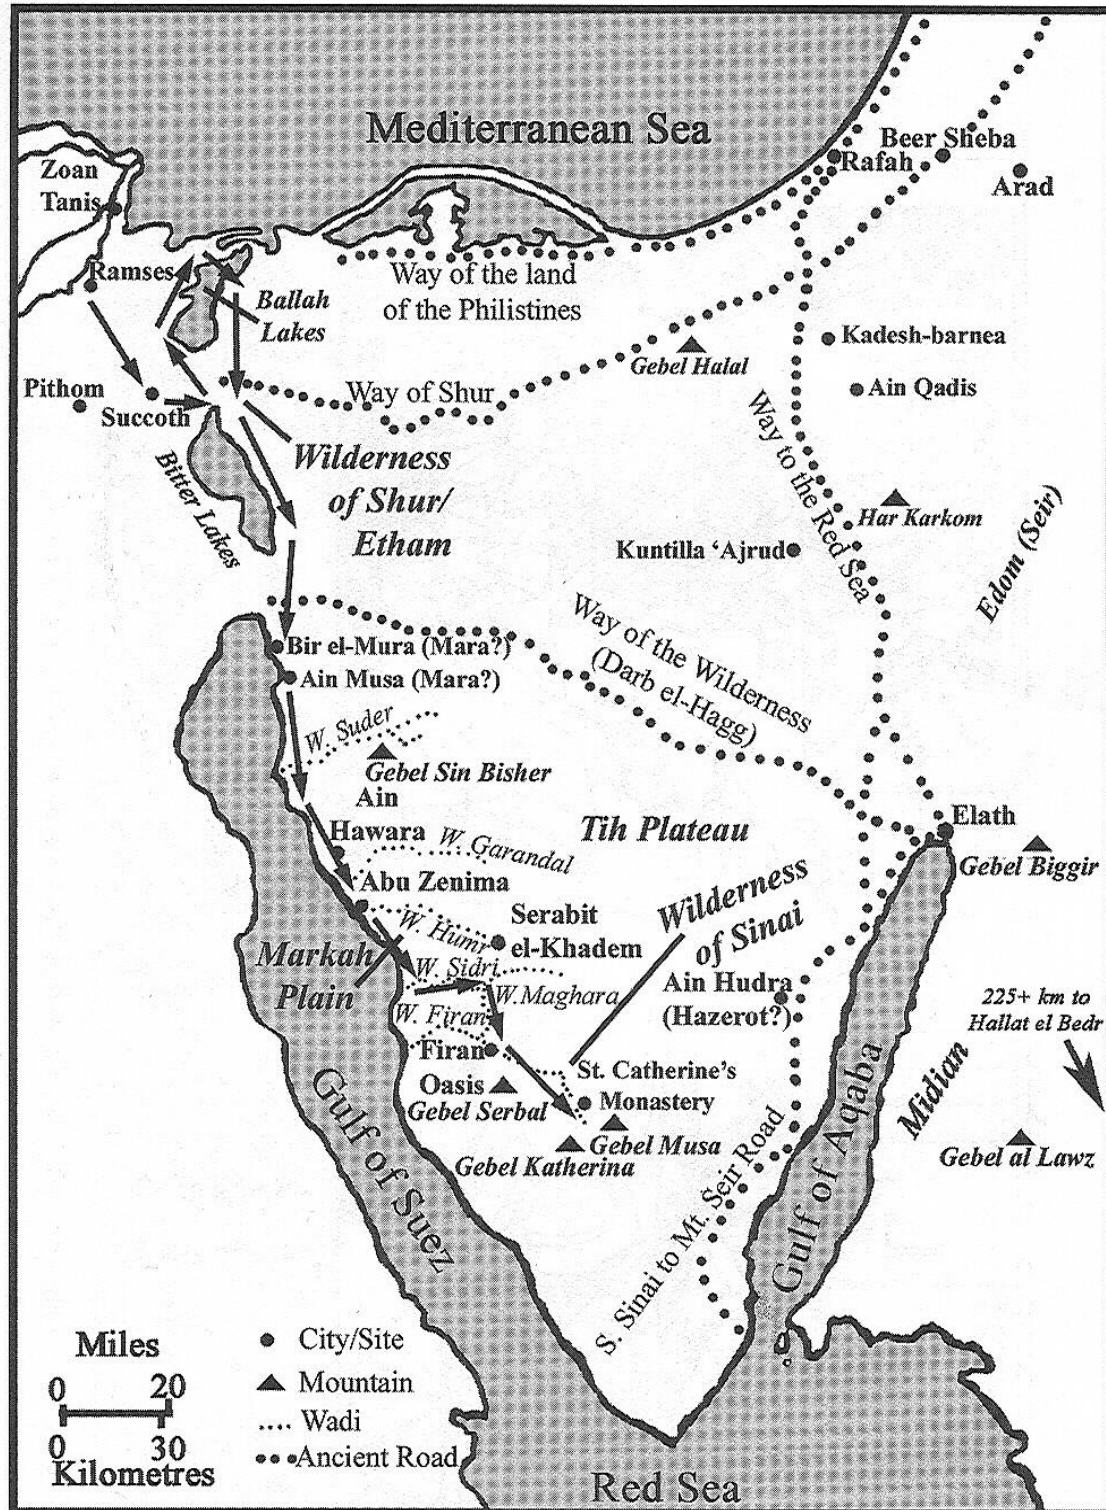 Mediterranean Sea
Zoan
Tanis
Ramses
Ballah
Lakes
Way of the land
of the Philistines
Beer Sheba
Rafah
Arad
Kadesh-barnea
Gebel Halal
Ain Qadis
Way of Shur
Pithom
Succoth
Bitter Lakes
Wilderness
of Shur/
Etham
Way to the Red Sea
Har Karkom
Edom (Seir)
Kuntilla ‘Ajrud
Way of the Wilderness
(Darb el-Hagg)
Bir el-Mura (Mara?)
Ain Musa (Mara?)
W. Suder
Gebel Sin Bisher
Ain
Hawara
W. Garandal
Tih Plateau
Elath
Gebel Biggir
Abu Zenima
Serabit
el-Khadem
W. Humr
Wilderness
of Sinai
Markah
Plain
W. Sidri
W.Maghara
W. Firan
Ain Hudra
(Hazerot?)
225+ km to
Hallat el Bedr
Firan
Oasis
Gebel Serbal
St. Catherine's
Monastery
Gebel Musa
Gebel Katherina
Midian
Gebel al Lawz
Gulf of Suez
Gulf of Aqaba
S. Sinai to Mt. Seir Road
Miles
0 20
0 30
Kilometres
City/Site
Mountain
Wadi
Ancient Road
Red Sea